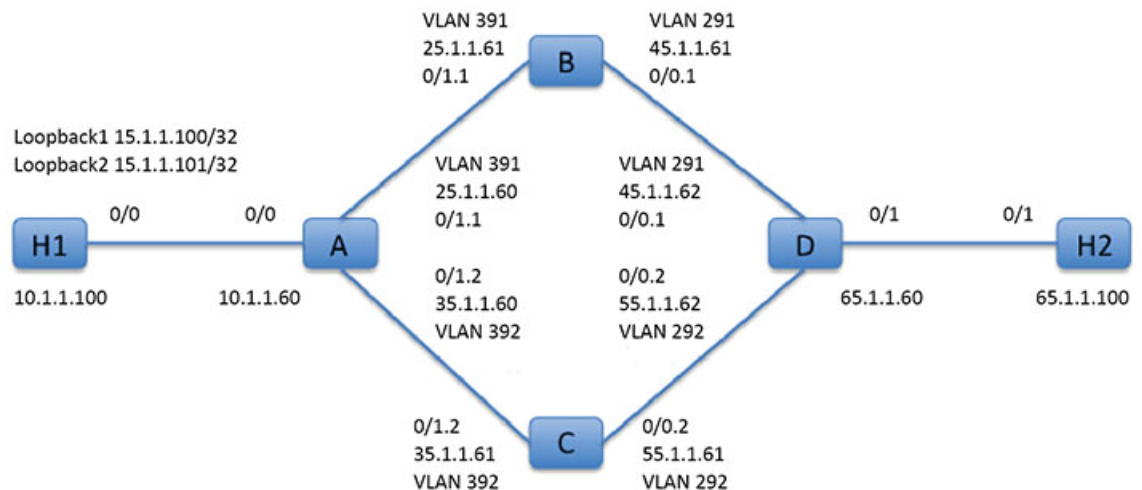 VLAN 391
25.1.1.61
0/1.1
VLAN 291
45.1.1.61
0/0.1
B
Loopback1 15.1.1.100/32
Loopback2 15.1.1.101/32
VLAN 391
25.1.1.60
0/1.1
VLAN 291
45.1.1.62
0/0.1
0/0
0/0
0/1
0/1
H1
A
D
H2
10.1.1.100
10.1.1.60
0/1.2
35.1.1.60
VLAN 392
0/0.2
55.1.1.62
VLAN 292
65.1.1.60
65.1.1.100
0/1.2
35.1.1.61
VLAN 392
C
0/0.2
55.1.1.61
VLAN 292